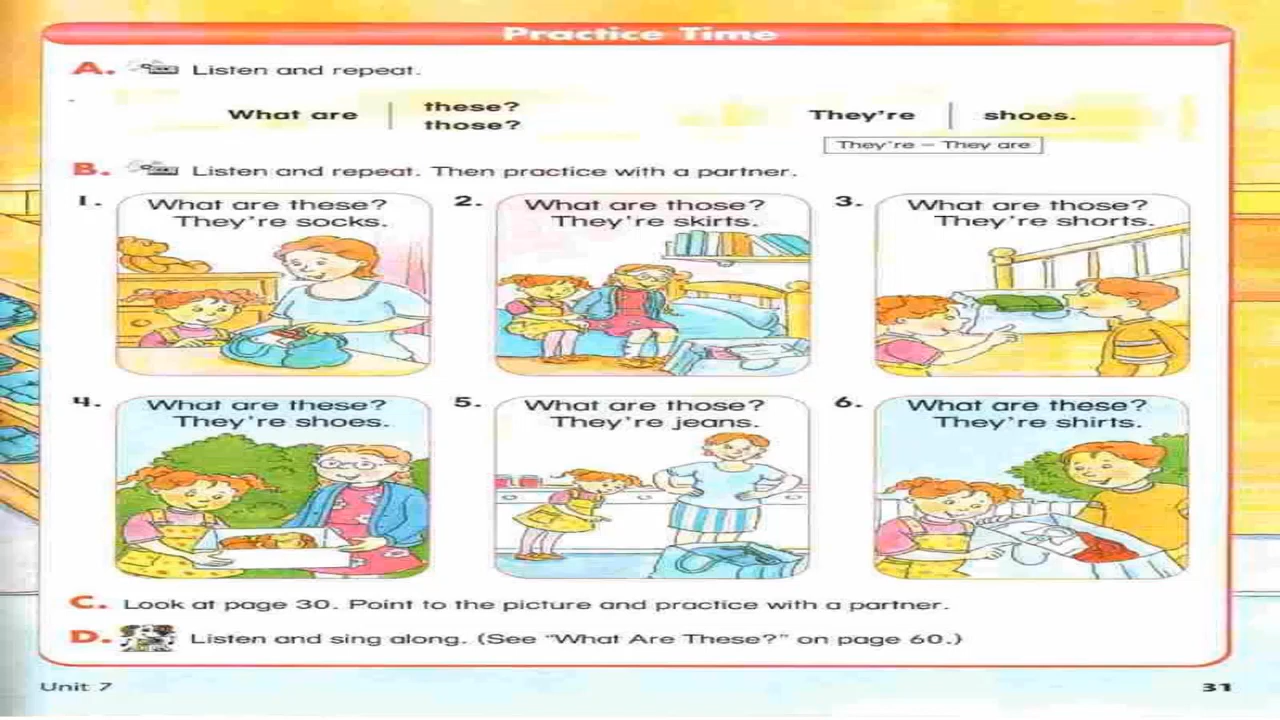 Practice Time
A. Listen and repeat.
What are these? They're shoes.
those?
They're – They are
B. Listen and repeat. Then practice with a partner.
1. What are these?
They're socks.
2. What are those?
They're skirts.
3. What are those?
They're shorts.
4. What are these?
They're shoes.
5. What are those?
They're jeans.
6. What are these?
They're shirts.
C. Look at page 30. Point to the picture and practice with a partner.
D. Listen and sing along. (See "What Are These?" on page 60.)
Unit 7
31